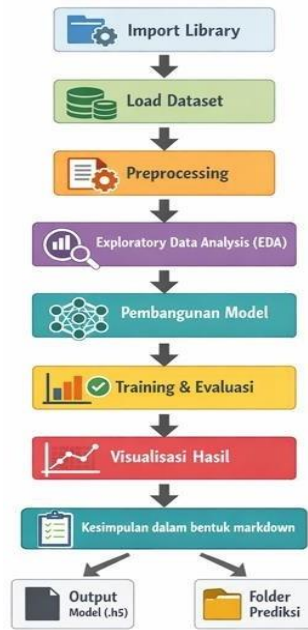 Import Library
Load Dataset
Preprocessing
Exploratory Data Analysis (EDA)
Pembangunan Model
Training & Evaluasi
Visualisasi Hasil
Kesimpulan dalam bentuk markdown
Output
Model (.h5)
Folder
Prediksi